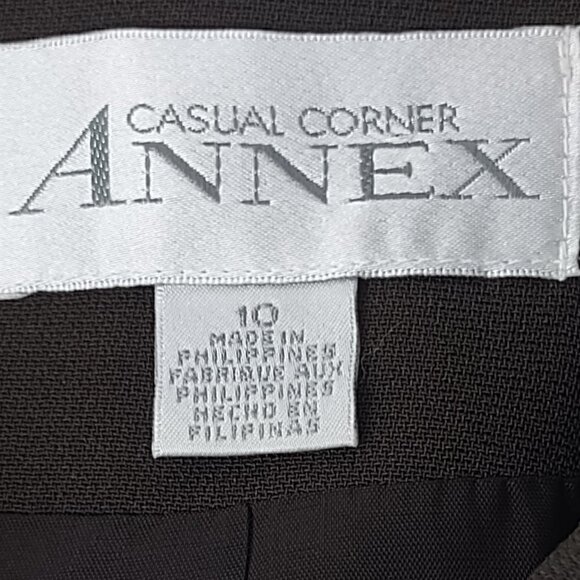 CASUAL CORNER
ANNEX
10
MADE IN
PHILIPPINES
FABRIQUE AUX
PHILIPPINES
HECHO EN
FILIPINAS